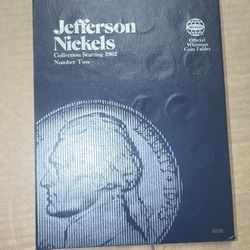 Jefferson
Nickels
Collection Starting 1962
Number Two
Official
Whitman
Coin Folder